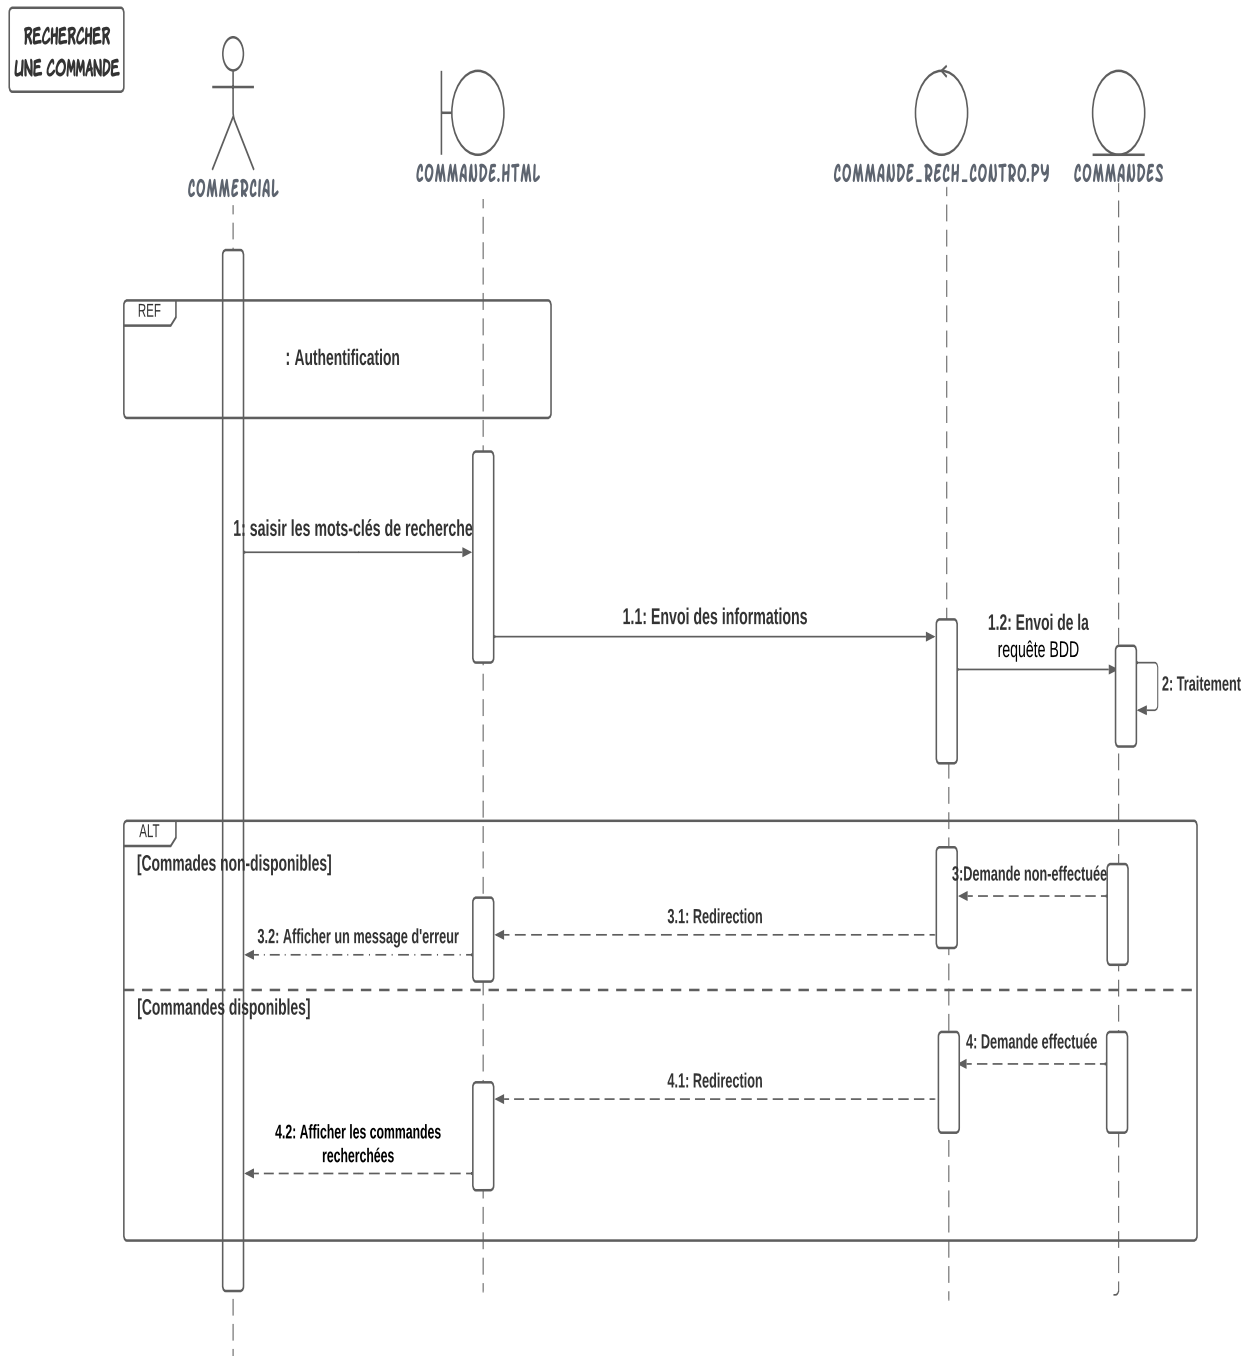 RECHERCHER
UNE COMMANDE
COMMERCIAL
COMMANDE.HTML
COMMANDE_RECH_CONTRO.PY
COMMANDES
REF
: Authentification
1: saisir les mots-clés de recherche
1.1: Envoi des informations
1.2: Envoi de la
requête BDD
2: Traitement
ALT
[Commades non-disponibles]
3:Demande non-effectuée
3.1: Redirection
3.2: Afficher un message d'erreur
[Commandes disponibles]
4: Demande effectuée
4.1: Redirection
4.2: Afficher les commandes
recherchées